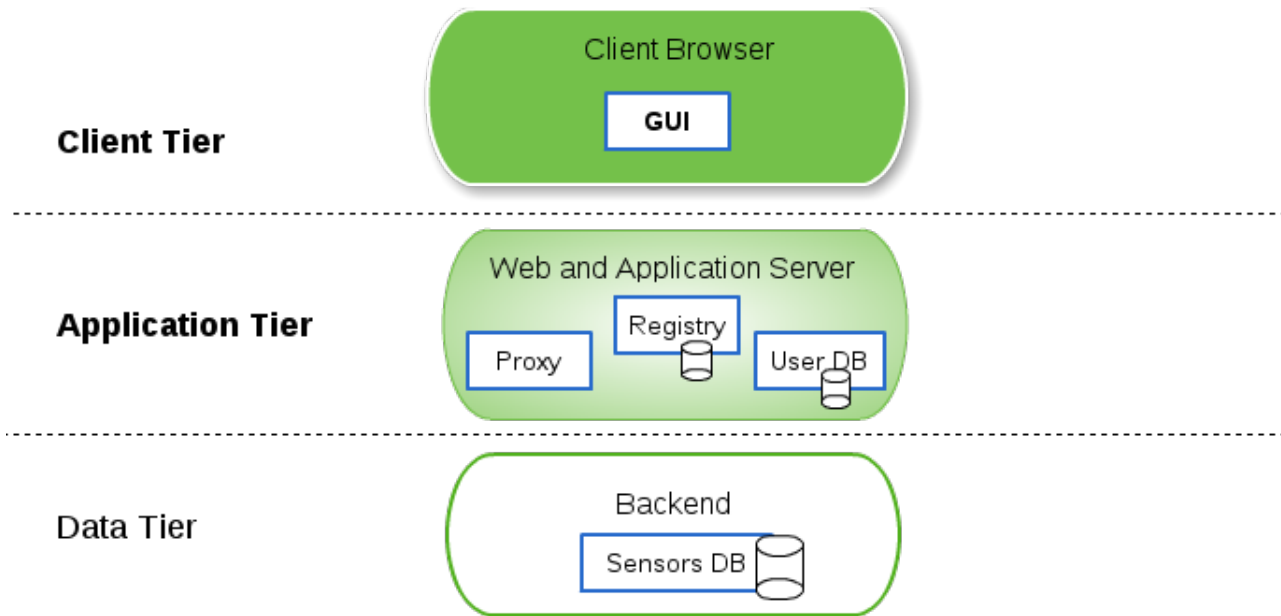 Client Browser
GUI
Client Tier
Web and Application Server
Registry
Application Tier
Proxy
User DB
Backend
Data Tier
Sensors DB